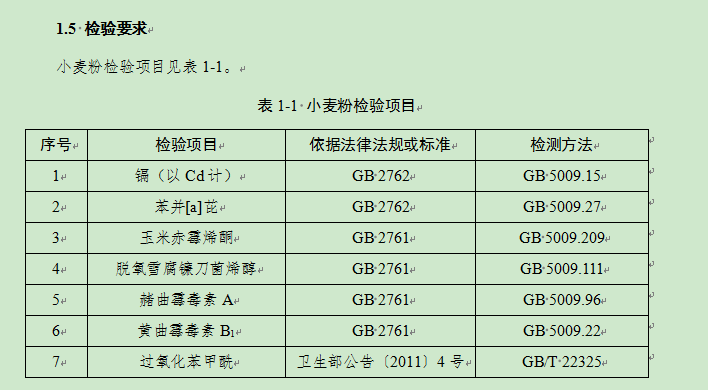 1.5 检验要求
小麦粉检验项目见表 1-1。
表 1-1 小麦粉检验项目
序号 检验项目 依据法律法规或标准 检测方法
1 镉（以 Cd 计） GB 2762 GB 5009.15
2 苯并[a]芘 GB 2762 GB 5009.27
3 玉米赤霉烯酮 GB 2761 GB 5009.209
4 脱氧雪腐镰刀菌烯醇 GB 2761 GB 5009.111
5 赭曲霉毒素 A GB 2761 GB 5009.96
6 黄曲霉毒素 B₁ GB 2761 GB 5009.22
7 过氧化苯甲酰 卫生部公告〔2011〕4 号 GB/T 22325